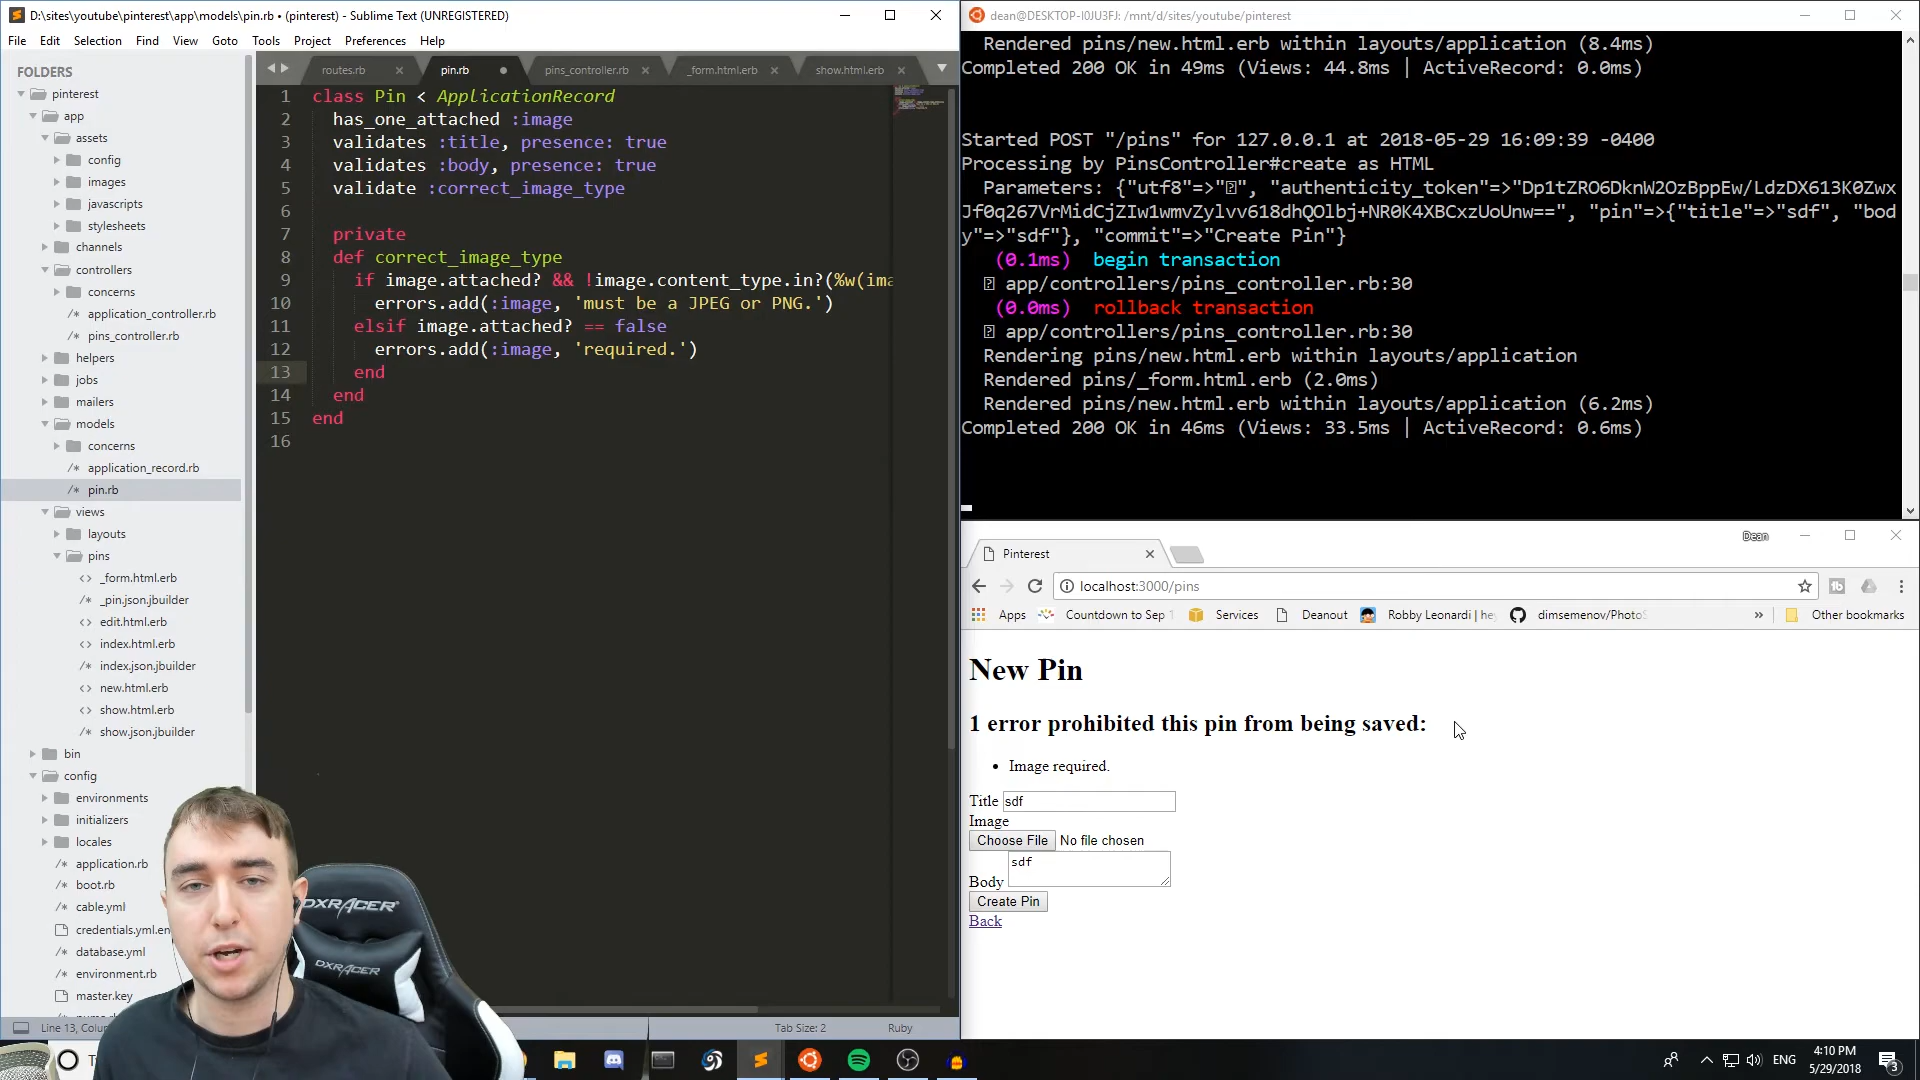 D:\sites\youtube\pinterest\app\models\pin.rb • (pinterest) - Sublime Text (UNREGISTERED)
File Edit Selection Find View Goto Tools Project Preferences Help
FOLDERS
pinterest
app
assets
config
images
javascripts
stylesheets
channels
controllers
concerns
application_controller.rb
pins_controller.rb
helpers
jobs
mailers
models
concerns
application_record.rb
pin.rb
views
layouts
pins
_form.html.erb
_pin.json.jbuilder
edit.html.erb
index.html.erb
index.json.jbuilder
new.html.erb
show.html.erb
show.json.jbuilder
bin
config
environments
initializers
locales
application.rb
boot.rb
cable.yml
credentials.yml.en
database.yml
environment.rb
master.key
routes.rb pin.rb pins_controller.rb _form.html.erb show.html.erb
1 class Pin < ApplicationRecord
2 has_one_attached :image
3 validates :title, presence: true
4 validates :body, presence: true
5 validate :correct_image_type
6
7 private
8 def correct_image_type
9 if image.attached? && !image.content_type.in?(%w(ima
10 errors.add(:image, 'must be a JPEG or PNG.')
11 elsif image.attached? == false
12 errors.add(:image, 'required.')
13 end
14 end
15 end
16
Line 13, Colu
Tab Size: 2 Ruby
dean@DESKTOP-I0JU3FJ: /mnt/d/sites/youtube/pinterest
Rendered pins/new.html.erb within layouts/application (8.4ms)
Completed 200 OK in 49ms (Views: 44.8ms | ActiveRecord: 0.0ms)
Started POST "/pins" for 127.0.0.1 at 2018-05-29 16:09:39 -0400
Processing by PinsController#create as HTML
Parameters: {"utf8"=>"", "authenticity_token"=>"Dp1tZRO6DknW2OzBppEw/LdzDX613K0Zwx
Jf0q267VrMidCjZIw1wmvZylvv618dhQOlbj+NR0K4XBCxzUoUnw==", "pin"=>{"title"=>"sdf", "bod
y"=>"sdf"}, "commit"=>"Create Pin"}
(0.1ms) begin transaction
app/controllers/pins_controller.rb:30
(0.0ms) rollback transaction
app/controllers/pins_controller.rb:30
Rendering pins/new.html.erb within layouts/application
Rendered pins/_form.html.erb (2.0ms)
Rendered pins/new.html.erb within layouts/application (6.2ms)
Completed 200 OK in 46ms (Views: 33.5ms | ActiveRecord: 0.6ms)
Dean
Pinterest
localhost:3000/pins
Apps Countdown to Sep Services Deanout Robby Leonardi | hey dimsemenov/PhotoS » Other bookmarks
New Pin
1 error prohibited this pin from being saved:
• Image required.
Title sdf
Image
Choose File No file chosen
sdf
Body
Create Pin
Back
DXRACER
DXRACER
ENG
4:10 PM
5/29/2018
3